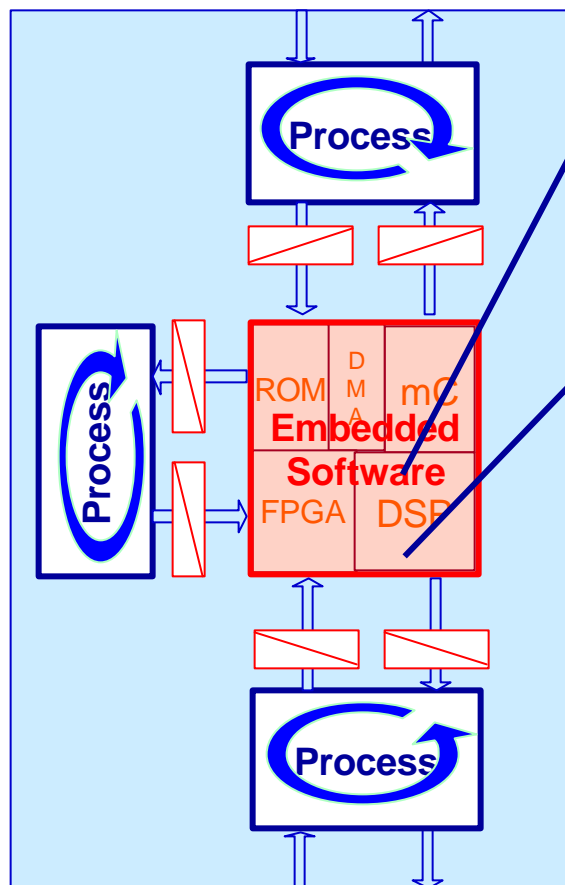 Process
Process
ROM
D
M
A
mC
Embedded
Software
FPGA
DSP
Process